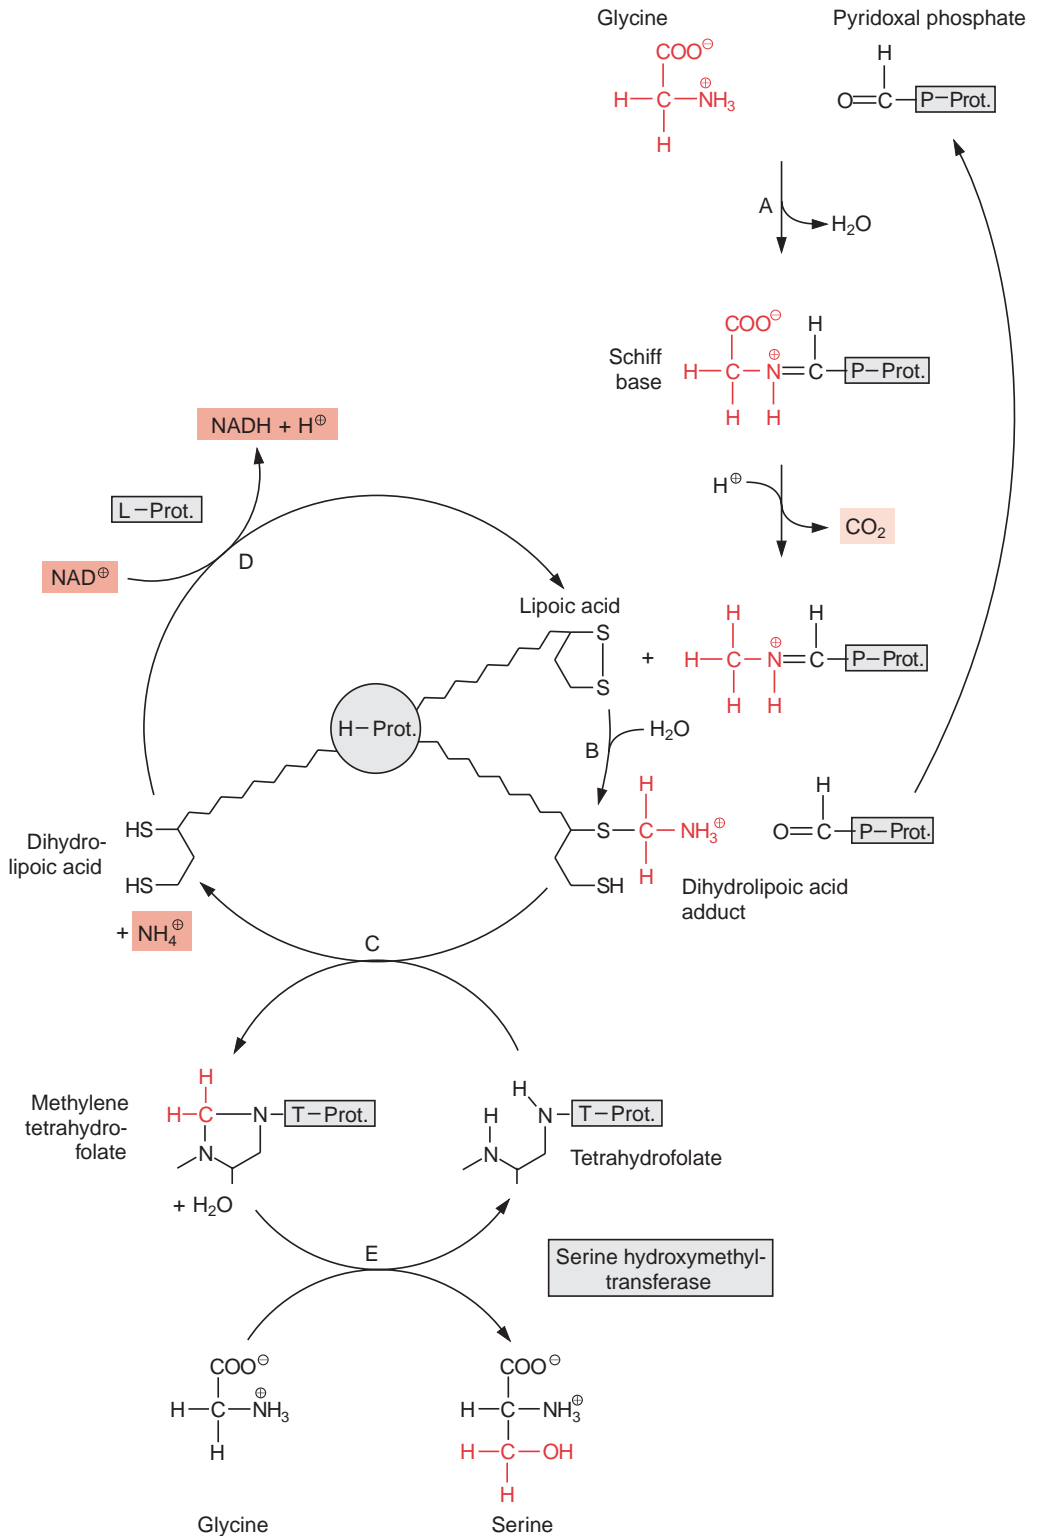 Glycine
Pyridoxal phosphate
COO⊖
H
H–C–NH₃⊕
O=C–P–Prot.
H
A
H₂O
COO⊖
H
Schiff
base
H–C–N⊕=C–P–Prot.
H H
NADH + H⊕
H⊕
L–Prot.
CO₂
D
NAD⊕
Lipoic acid
H
H
S
+
H–C–N⊕=C–P–Prot.
S
H H
H–Prot.
H₂O
B
H
H
HS
S–C–NH₃⊕
O=C–P–Prot.
Dihydro-
lipoic acid
H
HS
SH
Dihydrolipoic acid
adduct
+ NH₄⊕
C
H
H
Methylene
tetrahydro-
folate
H–C N–T–Prot.
H
N–T–Prot.
N
N
Tetrahydrofolate
+ H₂O
E
Serine hydroxymethyl-
transferase
COO⊖
COO⊖
H–C–NH₃⊕
H–C–NH₃⊕
H
H–C–OH
H
Glycine
Serine